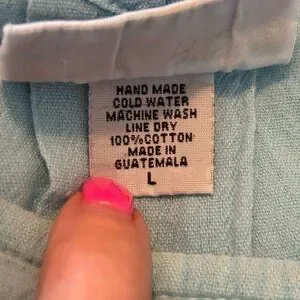 HAND MADE
COLD WATER
MACHINE WASH
LINE DRY
100%COTTON
MADE IN
GUATEMALA
L